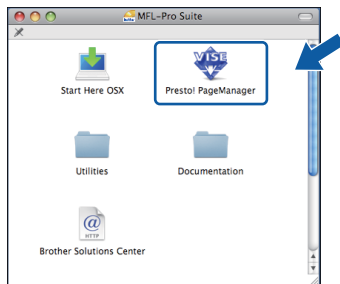 MFL-Pro Suite
VISE
Start Here OSX
Presto! PageManager
Utilities
Documentation
@
HTTP
Brother Solutions Center